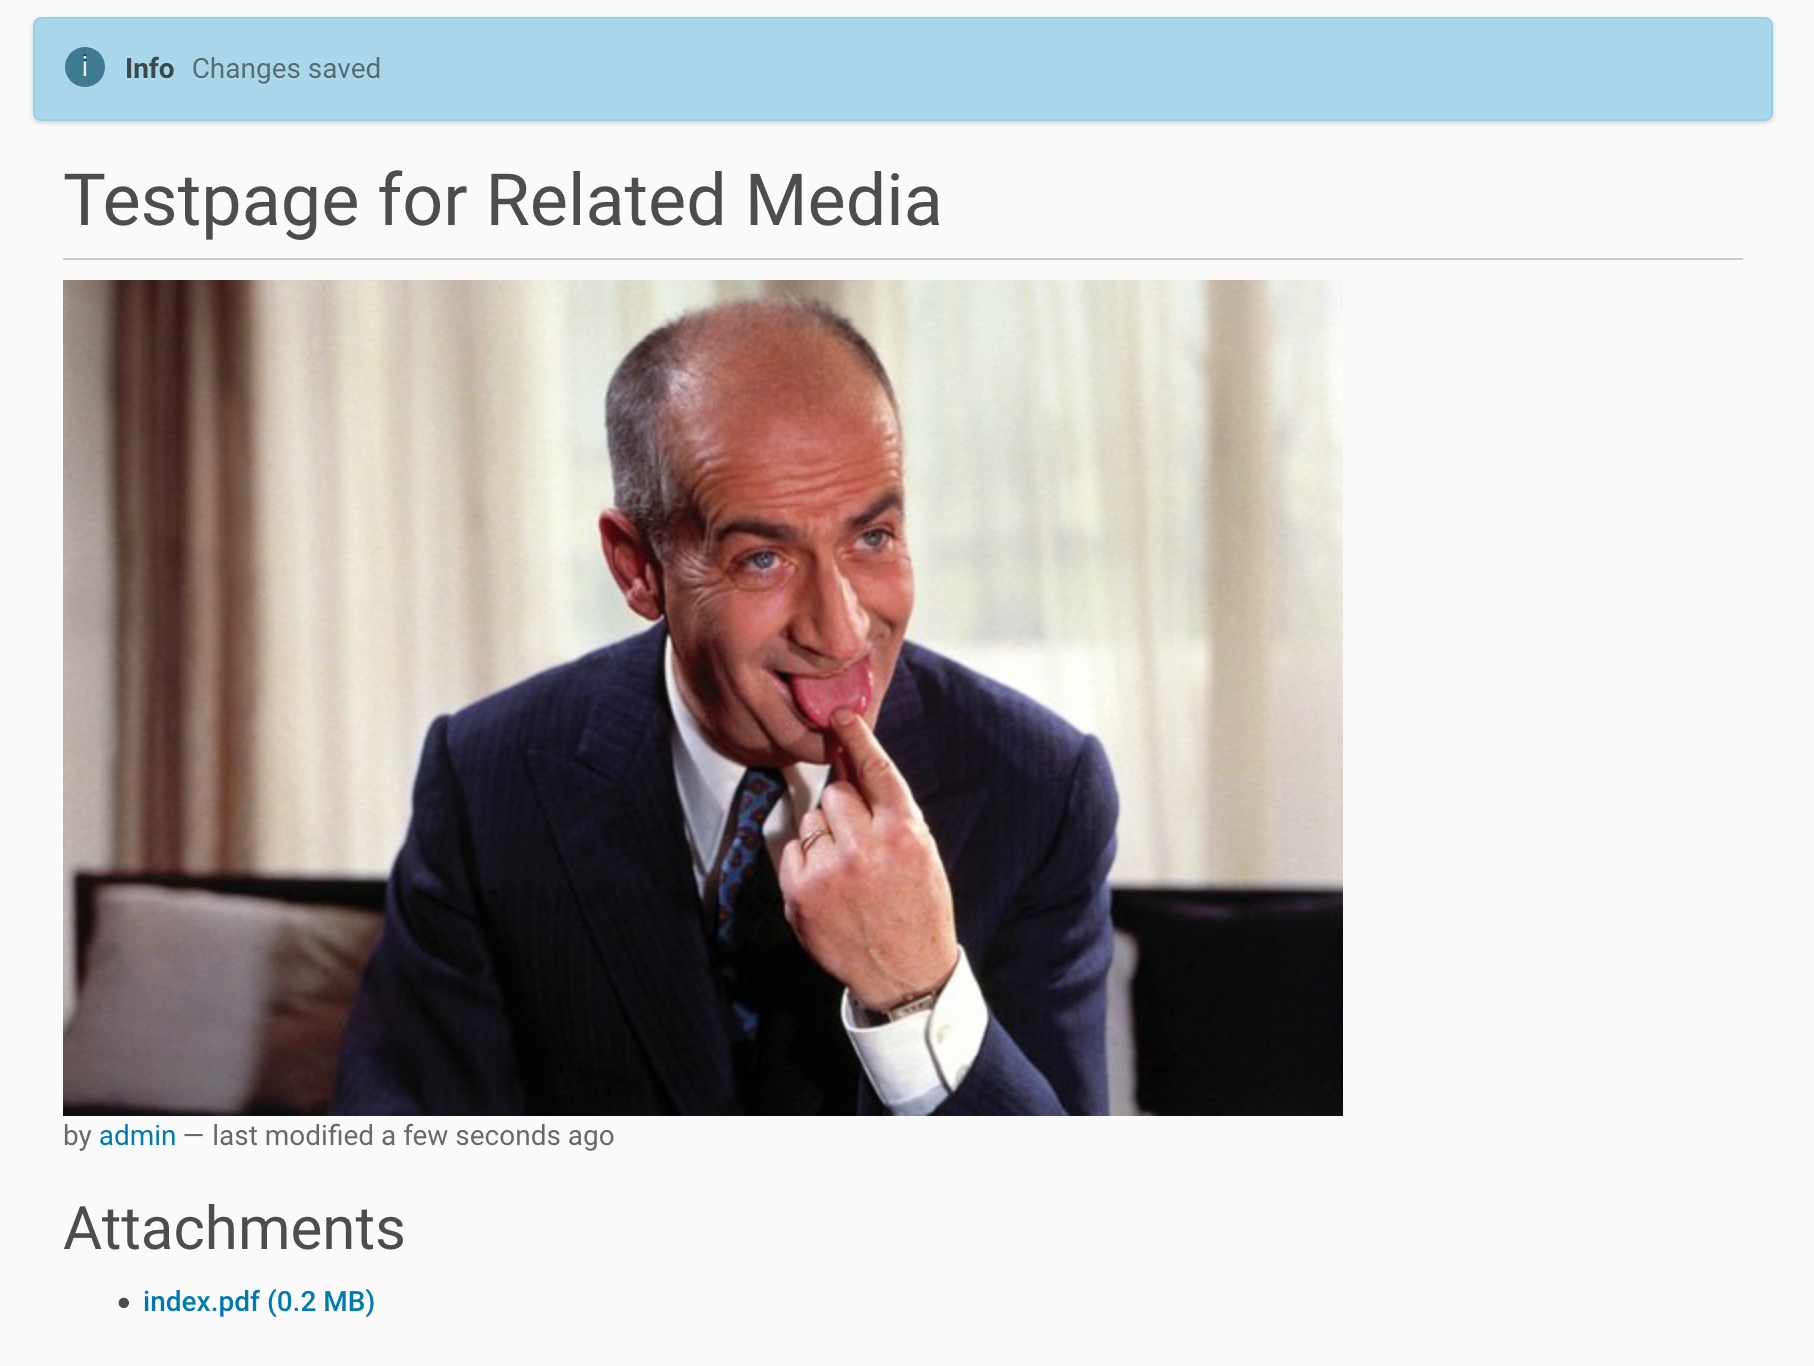 i Info Changes saved
Testpage for Related Media
by admin — last modified a few seconds ago
Attachments
• index.pdf (0.2 MB)